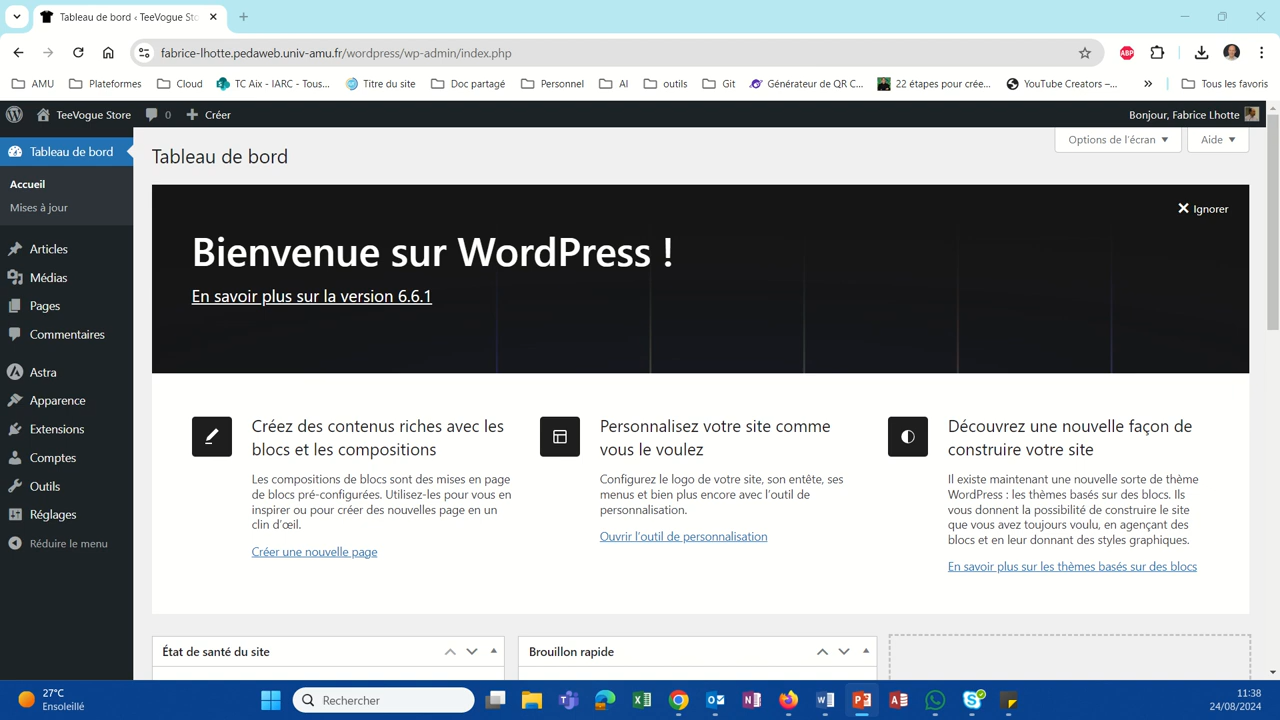 Tableau de bord ‹ TeeVogue Sto
fabrice-lhotte.pedaweb.univ-amu.fr/wordpress/wp-admin/index.php
ABP
AMU
Plateformes
Cloud
TC Aix - IARC - Tous...
Titre du site
Doc partagé
Personnel
AI
outils
Git
Générateur de QR C...
22 étapes pour crée...
YouTube Creators –...
»
Tous les favoris
TeeVogue Store
0
Créer
Bonjour, Fabrice Lhotte
Tableau de bord
Accueil
Mises à jour
Articles
Médias
Pages
Commentaires
Astra
Apparence
Extensions
Comptes
Outils
Réglages
Réduire le menu
Options de l'écran
Aide
Tableau de bord
Ignorer
Bienvenue sur WordPress !
En savoir plus sur la version 6.6.1
Créez des contenus riches avec les
blocs et les compositions
Les compositions de blocs sont des mises en page
de blocs pré-configurées. Utilisez-les pour vous en
inspirer ou pour créer des nouvelles page en un
clin d'œil.
Créer une nouvelle page
Personnalisez votre site comme
vous le voulez
Configurez le logo de votre site, son entête, ses
menus et bien plus encore avec l'outil de
personnalisation.
Ouvrir l'outil de personnalisation
Découvrez une nouvelle façon de
construire votre site
Il existe maintenant une nouvelle sorte de thème
WordPress : les thèmes basés sur des blocs. Ils
vous donnent la possibilité de construire le site
que vous avez toujours voulu, en agençant des
blocs et en leur donnant des styles graphiques.
En savoir plus sur les thèmes basés sur des blocs
État de santé du site
Brouillon rapide
27°C
Ensoleillé
Rechercher
11:38
24/08/2024